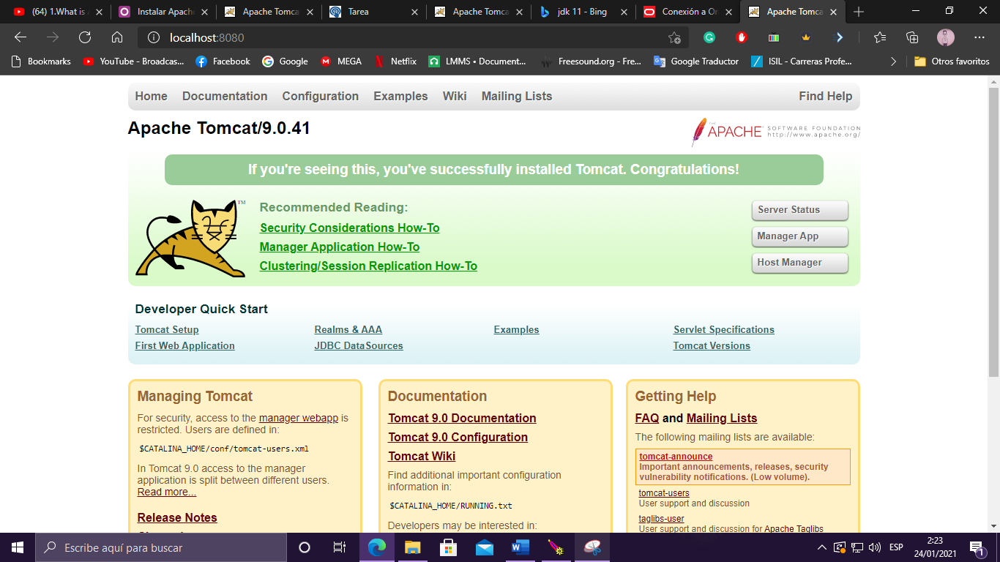 (64) 1.What is
Instalar Apache
Apache Tomca
Tarea
Apache Tomca
jdk 11 - Bing
Conexión a Or
Apache Tomca
localhost:8080
Bookmarks
YouTube - Broadcas...
Facebook
Google
MEGA
Netflix
LMMS • Document...
Freesound.org - Fre...
Google Traductor
ISIL - Carreras Profe...
Otros favoritos
Home Documentation Configuration Examples Wiki Mailing Lists Find Help
Apache Tomcat/9.0.41
THE
APACHE
SOFTWARE FOUNDATION
http://www.apache.org/
If you're seeing this, you've successfully installed Tomcat. Congratulations!
TM
Recommended Reading:
Security Considerations How-To
Manager Application How-To
Clustering/Session Replication How-To
Server Status
Manager App
Host Manager
Developer Quick Start
Tomcat Setup
First Web Application
Realms & AAA
JDBC DataSources
Examples
Servlet Specifications
Tomcat Versions
Managing Tomcat
For security, access to the manager webapp is
restricted. Users are defined in:
$CATALINA_HOME/conf/tomcat-users.xml
In Tomcat 9.0 access to the manager
application is split between different users.
Read more...
Release Notes
Documentation
Tomcat 9.0 Documentation
Tomcat 9.0 Configuration
Tomcat Wiki
Find additional important configuration
information in:
$CATALINA_HOME/RUNNING.txt
Developers may be interested in:
Getting Help
FAQ and Mailing Lists
The following mailing lists are available:
tomcat-announce
Important announcements, releases, security
vulnerability notifications. (Low volume).
tomcat-users
User support and discussion
taglibs-user
User support and discussion for Apache Taglibs
Escribe aquí para buscar
ESP
2:23
24/01/2021
1